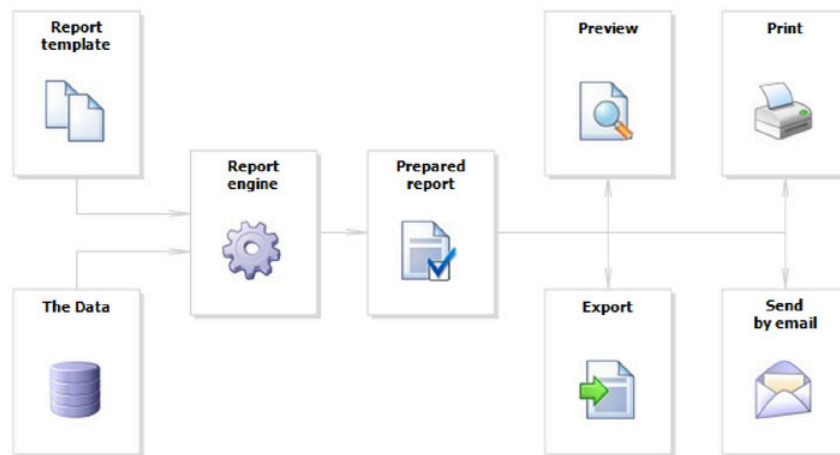 Report
template
Preview
Print
Report
engine
Prepared
report
The Data
Export
Send
by email